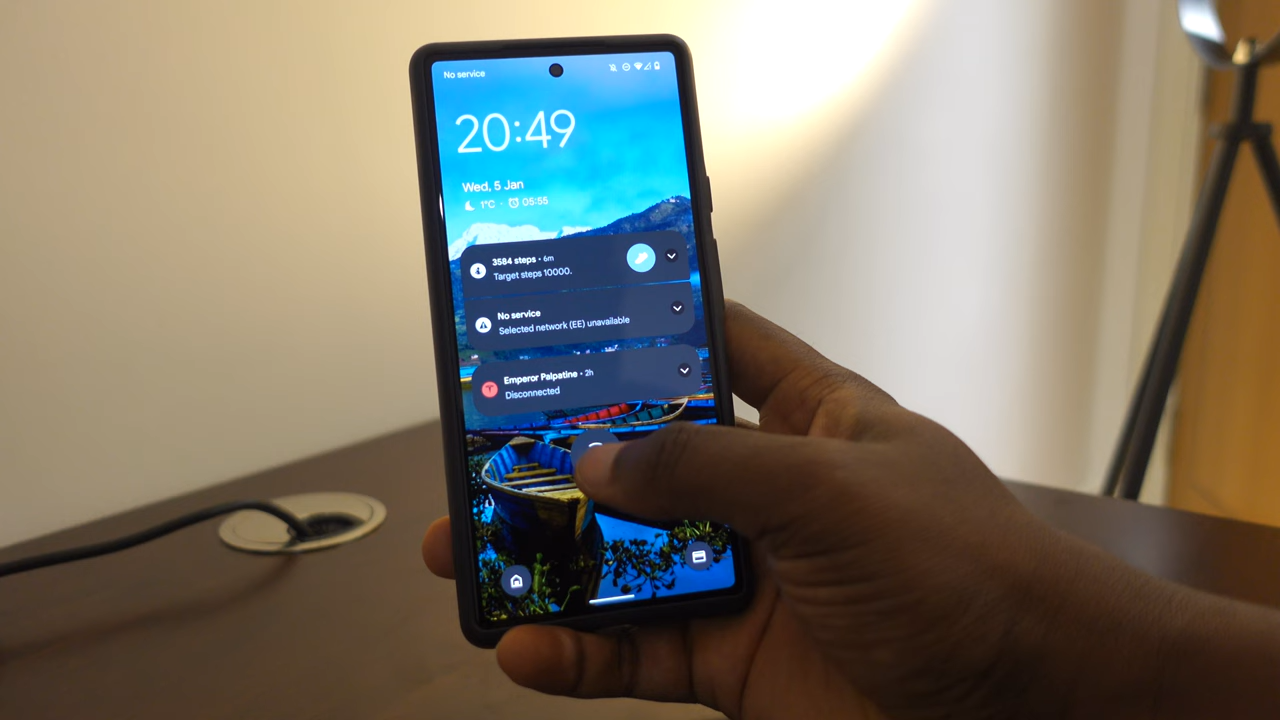 No service
20:49
Wed, 5 Jan
1°C · 05:55
3584 steps • 6m
Target steps 10000.
No service
Selected network (EE) unavailable
Emperor Palpatine • 2h
Disconnected